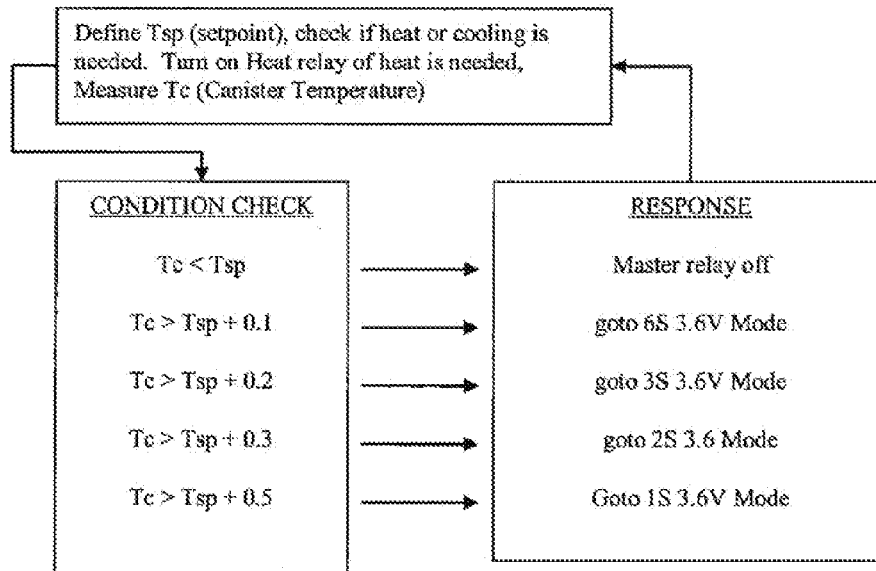 Define Tsp (setpoint), check if heat or cooling is
needed. Turn on Heat relay of heat is needed,
Measure Tc (Canister Temperature)
CONDITION CHECK
Tc < Tsp
Tc > Tsp + 0.1
Tc > Tsp + 0.2
Tc > Tsp + 0.3
Tc > Tsp + 0.5
RESPONSE
Master relay off
goto 6S 3.6V Mode
goto 3S 3.6V Mode
goto 2S 3.6 Mode
Goto 1S 3.6V Mode